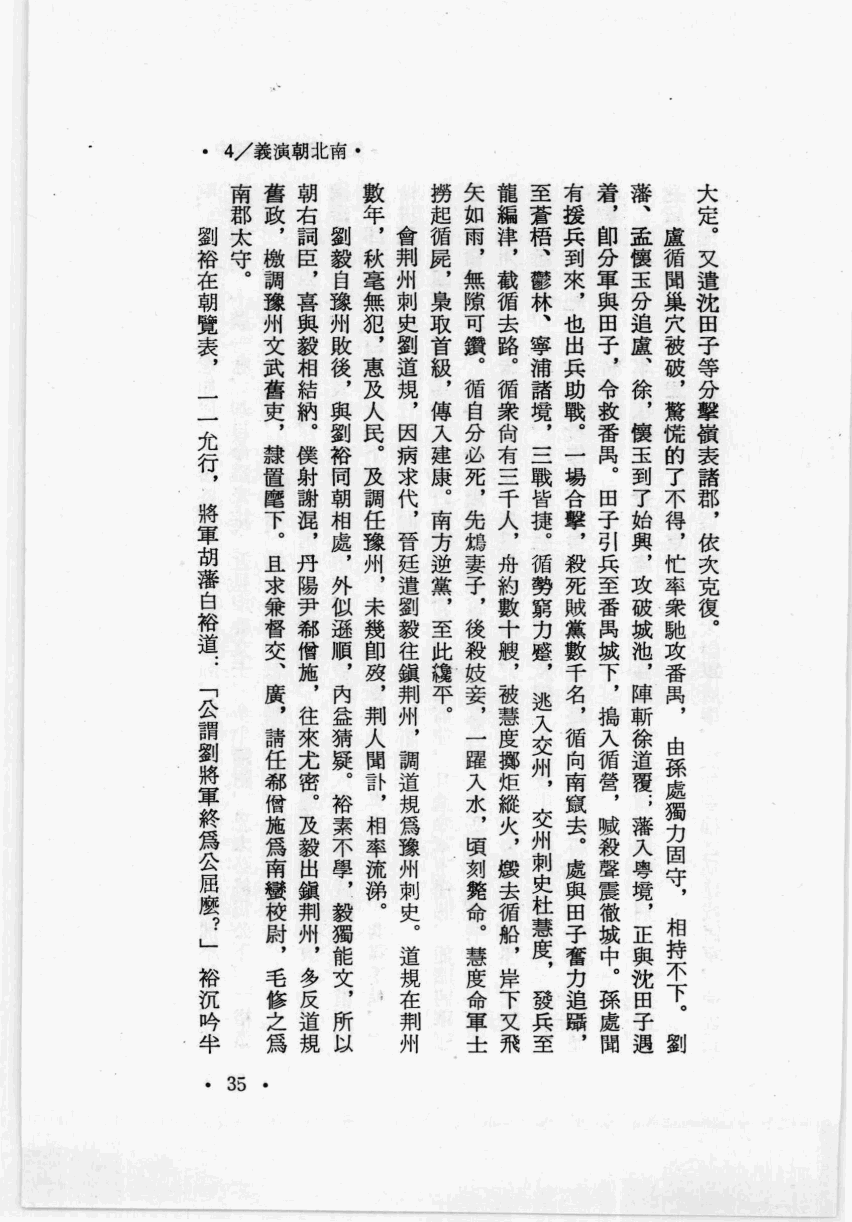 •南北朝演義／4 •
大定。又遣沈田子等分擊嶺表諸郡，依次克復。
盧循聞巢穴被破，驚慌的了不得，忙率衆馳攻番禺，由孫處獨力固守，相持不下。劉
藩、孟懷玉分追盧、徐，懷玉到了始興，攻破城池，陣斬徐道覆；藩入粵境，正與沈田子遇
着，卽分軍與田子，令救番禺。田子引兵至番禺城下，搗入循營，喊殺聲震徹城中。孫處聞
有援兵到來，也出兵助戰。一場合擊，殺死賊黨數千名，循向南竄去。處與田子奮力追躡，
至蒼梧、鬱林、寧浦諸境，三戰皆捷。循勢窮力蹙，逃入交州，交州刺史杜慧度，發兵至
龍編津，截循去路。循衆尙有三千人，舟約數十艘，被慧度擲炬縱火，燬去循船，岸下又飛
矢如雨，無隙可鑽。循自分必死，先鴆妻子，後殺妓妾，一躍入水，頃刻斃命。慧度命軍士
撈起循屍，梟取首級，傳入建康。南方逆黨，至此纔平。
會荆州刺史劉道規，因病求代，晉廷遣劉毅往鎭荆州，調道規爲豫州刺史。道規在荆州
數年，秋毫無犯，惠及人民。及調任豫州，未幾卽歿，荆人聞訃，相率流涕。
劉毅自豫州敗後，與劉裕同朝相處，外似遜順，內益猜疑。裕素不學，毅獨能文，所以
朝右詞臣，喜與毅相結納。僕射謝混，丹陽尹郗僧施，往來尤密。及毅出鎭荆州，多反道規
舊政，檄調豫州文武舊吏，隸置麾下。且求兼督交、廣，請任郗僧施爲南蠻校尉，毛修之爲
南郡太守。
劉裕在朝覽表，一一允行，將軍胡藩白裕道：「公謂劉將軍終爲公屈麽？」裕沉吟半
• 35 •